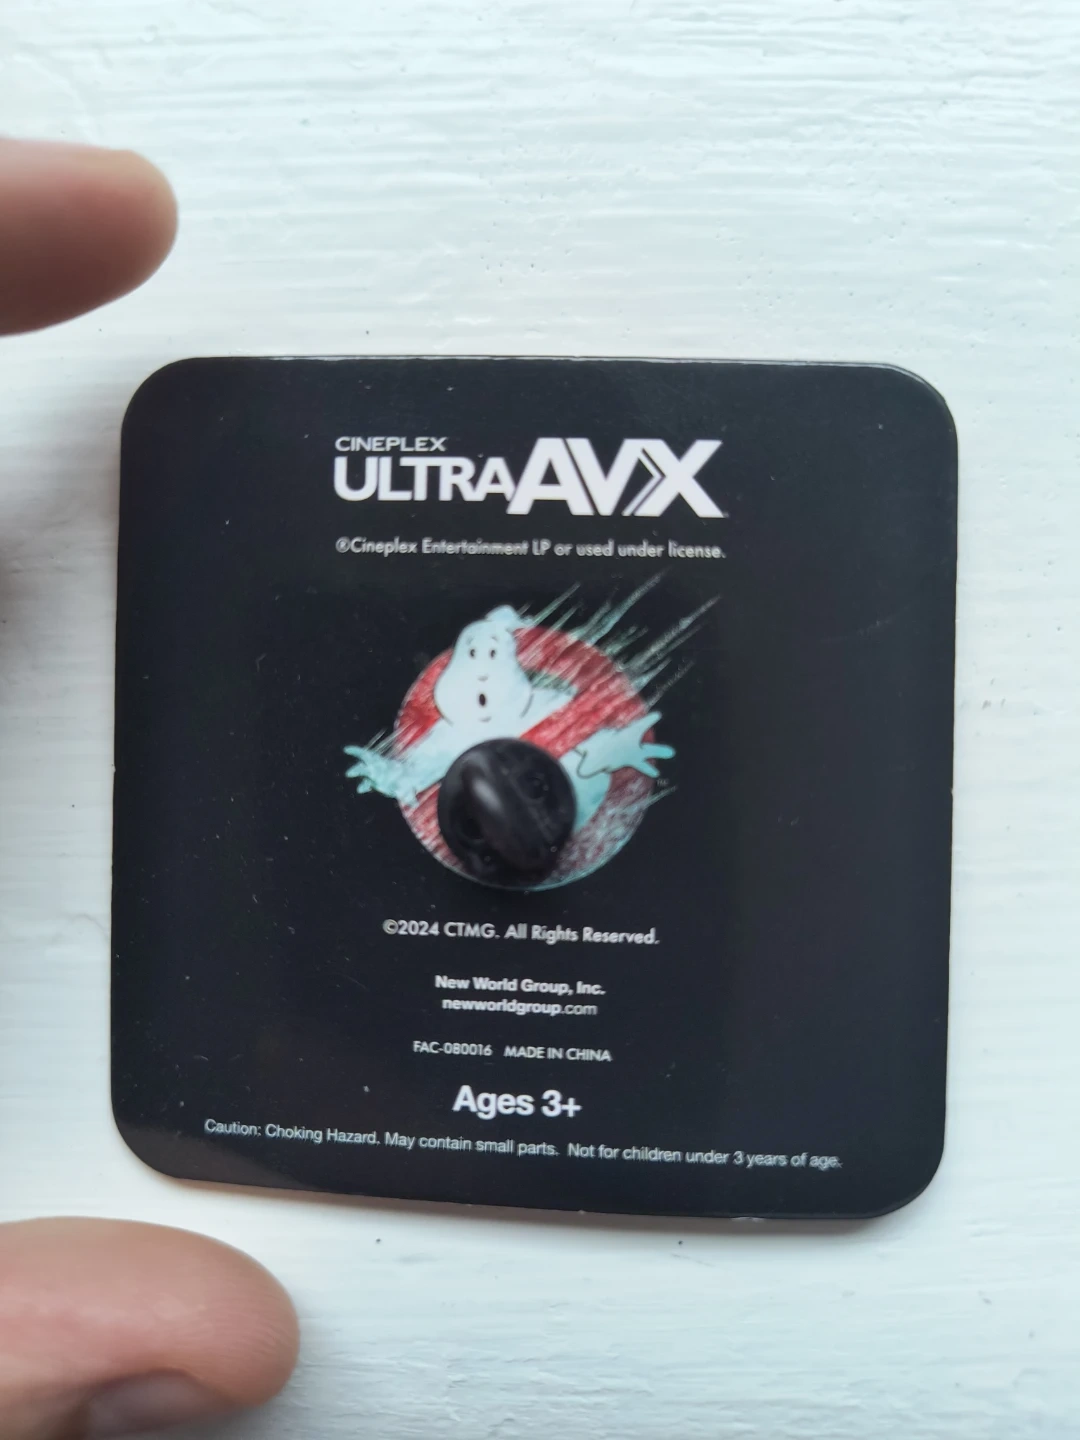 CINEPLEX
ULTRAAVX
®Cineplex Entertainment LP or used under license.
™
©2024 CTMG. All Rights Reserved.
New World Group, Inc.
newworldgroup.com
FAC-080016 MADE IN CHINA
Ages 3+
Caution: Choking Hazard. May contain small parts. Not for children under 3 years of age.